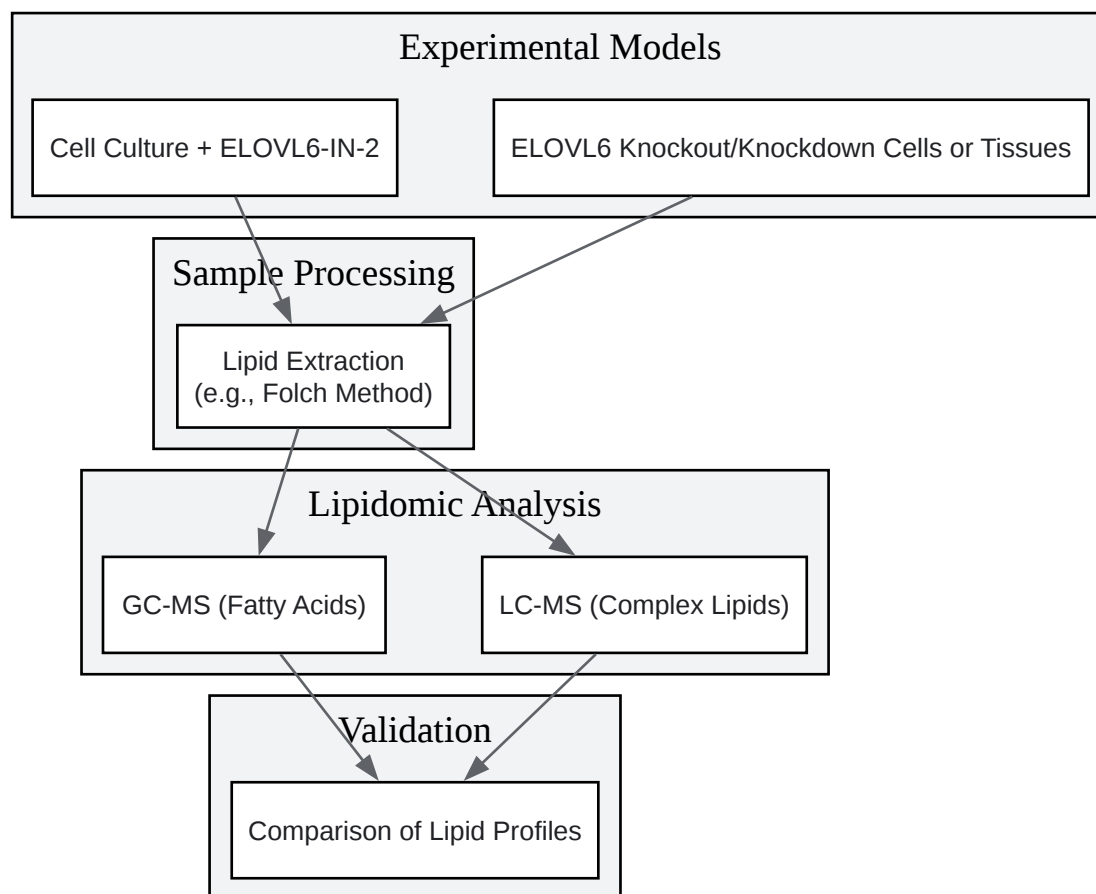 Experimental Models
Cell Culture + ELOVL6-IN-2
ELOVL6 Knockout/Knockdown Cells or Tissues
Sample Processing
Lipid Extraction
(e.g., Folch Method)
Lipidomic Analysis
GC-MS (Fatty Acids)
LC-MS (Complex Lipids)
Validation
Comparison of Lipid Profiles